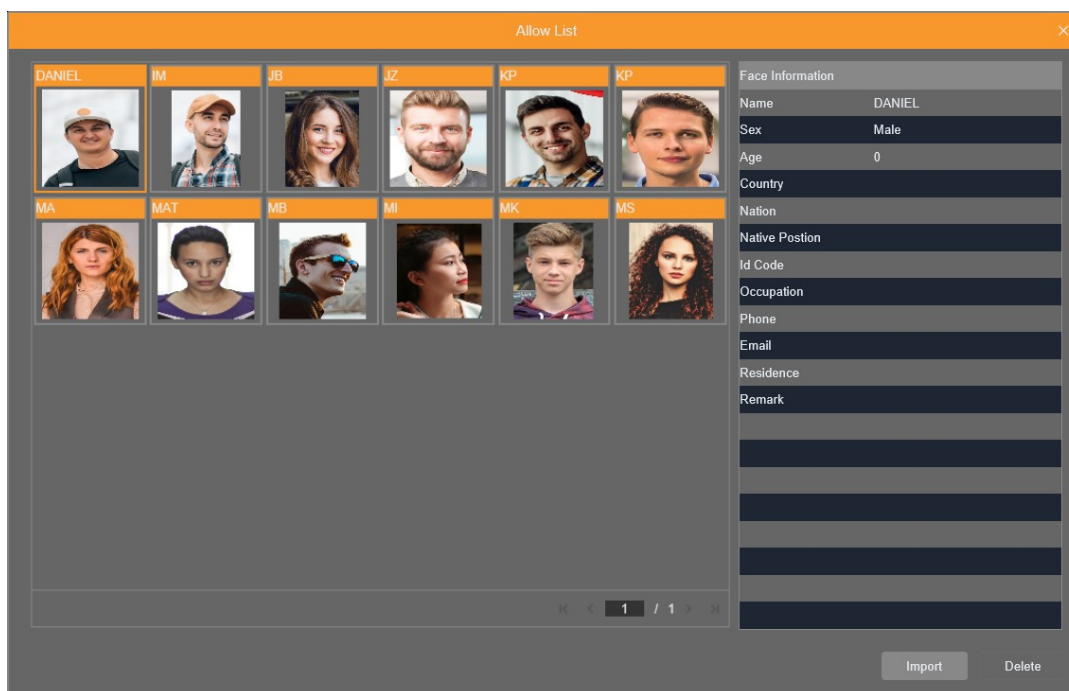 Allow List
DANIEL IM JB JZ KP KP
MA MAT MB MI MK MS
Face Information
Name DANIEL
Sex Male
Age 0
Country
Nation
Native Postion
Id Code
Occupation
Phone
Email
Residence
Remark
1 / 1
Import Delete